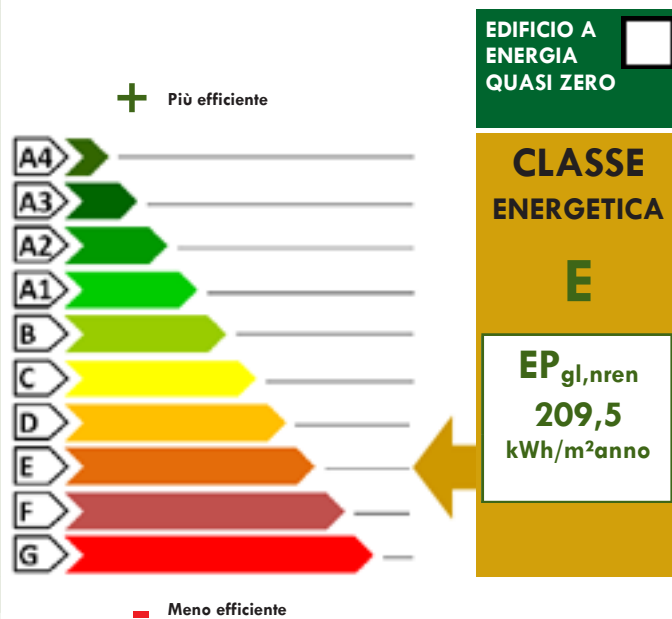 EDIFICIO A
ENERGIA
QUASI ZERO
+ Più efficiente
A4
A3
A2
A1
B
C
D
E
F
G
- Meno efficiente
CLASSE
ENERGETICA
E
EPgl,nren
209,5
kWh/m²anno